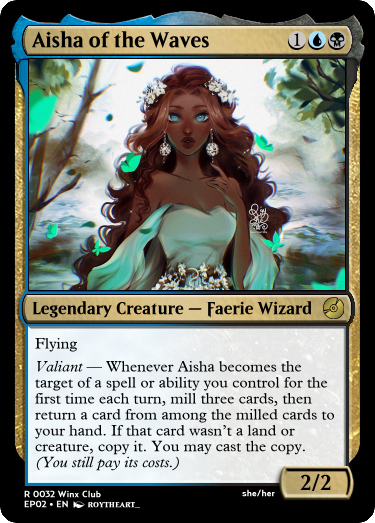 Aisha of the Waves 1
Legendary Creature — Faerie Wizard
Flying
Valiant — Whenever Aisha becomes the
target of a spell or ability you control for the
first time each turn, mill three cards, then
return a card from among the milled cards to
your hand. If that card wasn't a land or
creature, copy it. You may cast the copy.
(You still pay its costs.)
2/2
R 0032 Winx Club she/her
EP02 • EN ROYTHEART_